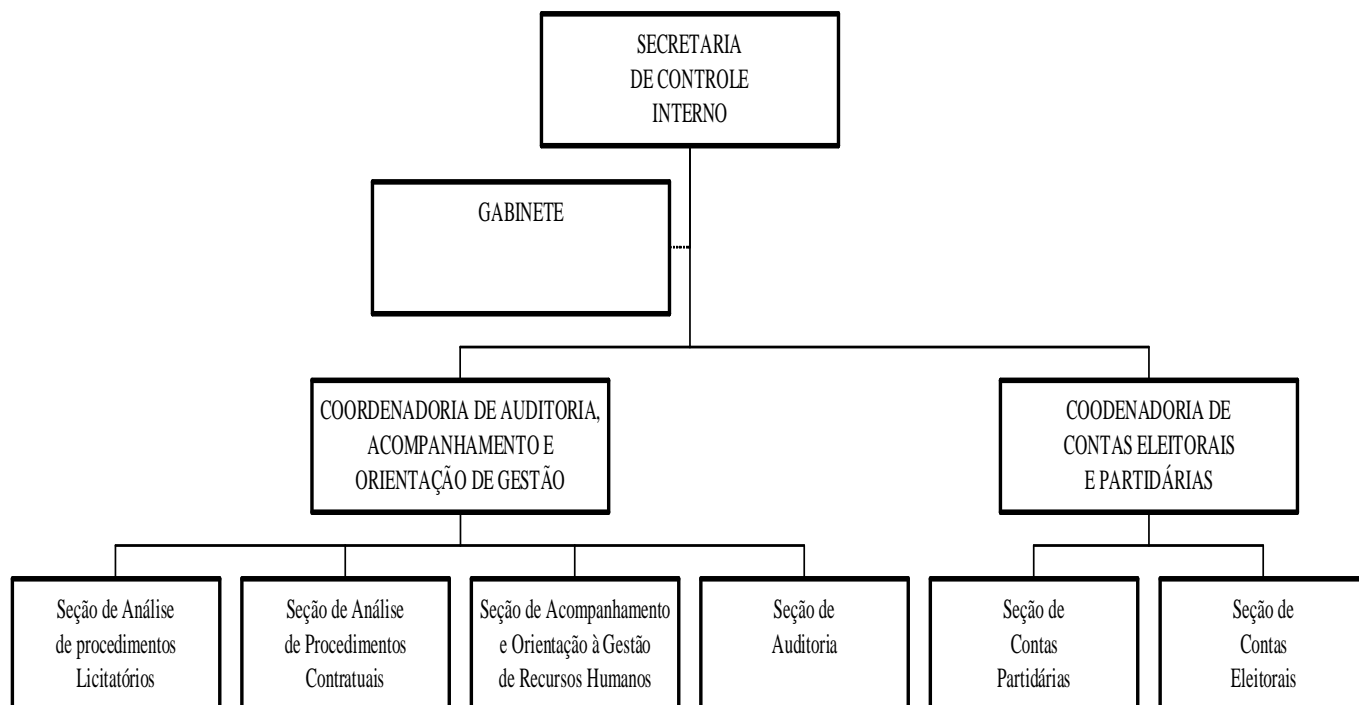 SECRETARIA
DE CONTROLE
INTERNO
GABINETE
COORDENADORIA DE AUDITORIA,
ACOMPANHAMENTO E
ORIENTAÇÃO DE GESTÃO
COODENADORIA DE
CONTAS ELEITORAIS
E PARTIDÁRIAS
Seção de Análise
de procedimentos
Licitatórios
Seção de Análise
de Procedimentos
Contratuais
Seção de Acompanhamento
e Orientação à Gestão
de Recursos Humanos
Seção de
Auditoria
Seção de
Contas
Partidárias
Seção de
Contas
Eleitorais